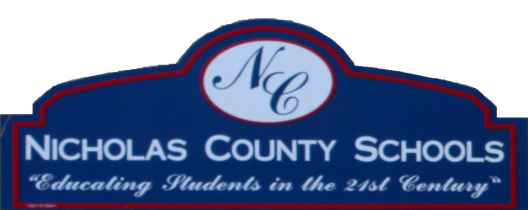 NC
NICHOLAS COUNTY SCHOOLS
"Educating Students in the 21st Century"